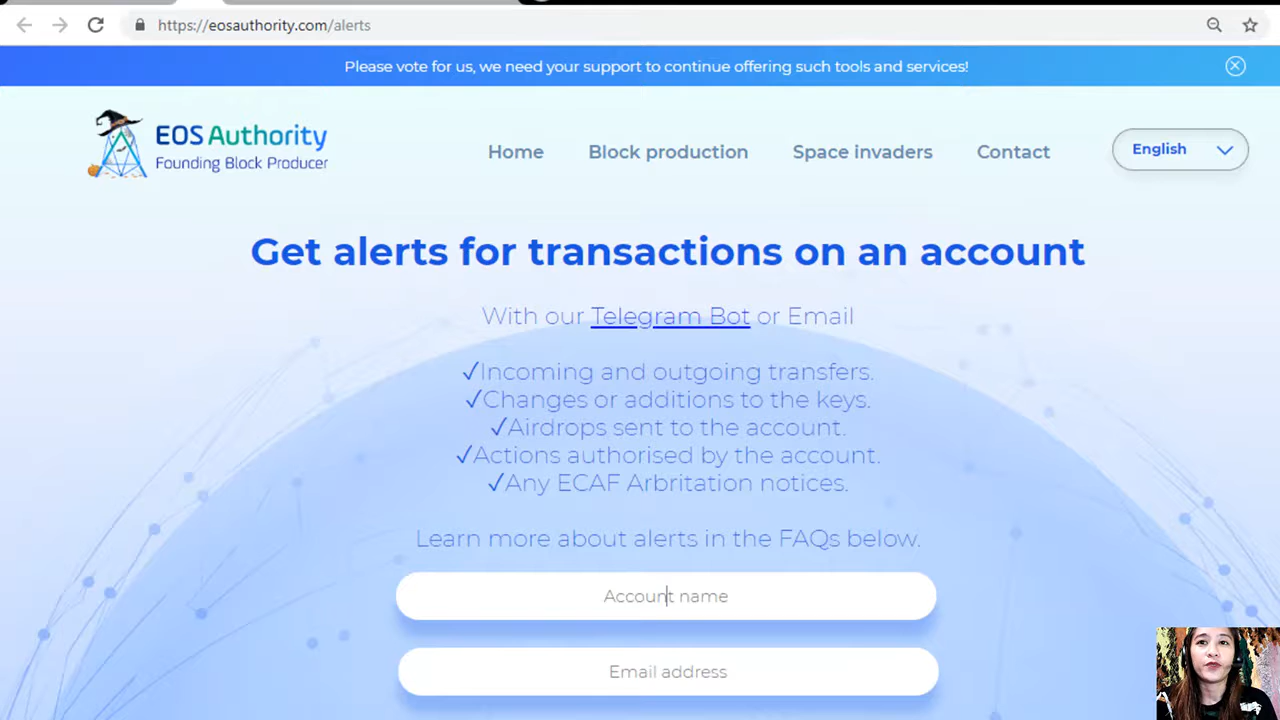 https://eosauthority.com/alerts
Please vote for us, we need your support to continue offering such tools and services!
EOS Authority
Founding Block Producer
Home
Block production
Space invaders
Contact
English
Get alerts for transactions on an account
With our Telegram Bot or Email
✓Incoming and outgoing transfers.
✓Changes or additions to the keys.
✓Airdrops sent to the account.
✓Actions authorised by the account.
✓Any ECAF Arbritation notices.
Learn more about alerts in the FAQs below.
Account name
Email address